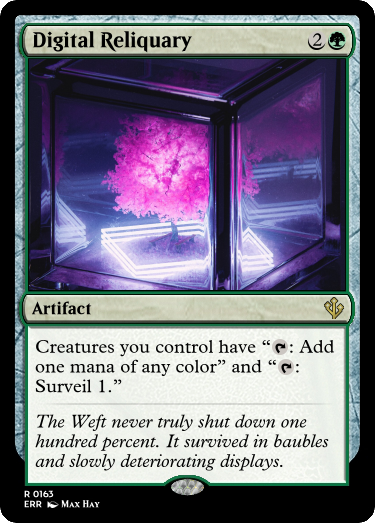 Digital Reliquary 2
Artifact
Creatures you control have “: Add
one mana of any color” and “:
Surveil 1.”
The Weft never truly shut down one
hundred percent. It survived in baubles
and slowly deteriorating displays.
R 0163
ERR Max Hay